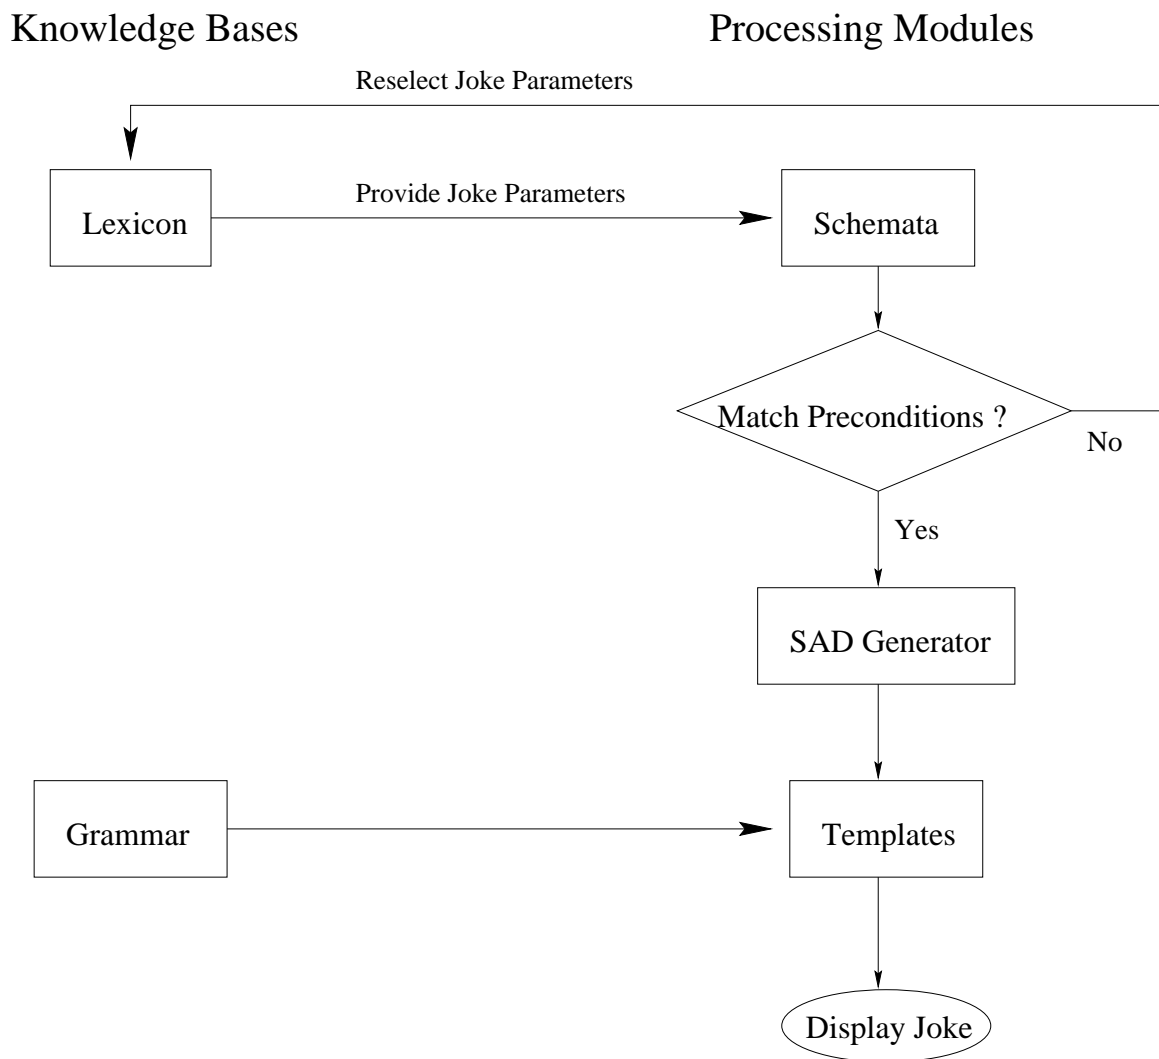 Knowledge Bases
Processing Modules
Reselect Joke Parameters
Provide Joke Parameters
Lexicon
Schemata
Match Preconditions ?
No
Yes
SAD Generator
Grammar
Templates
Display Joke